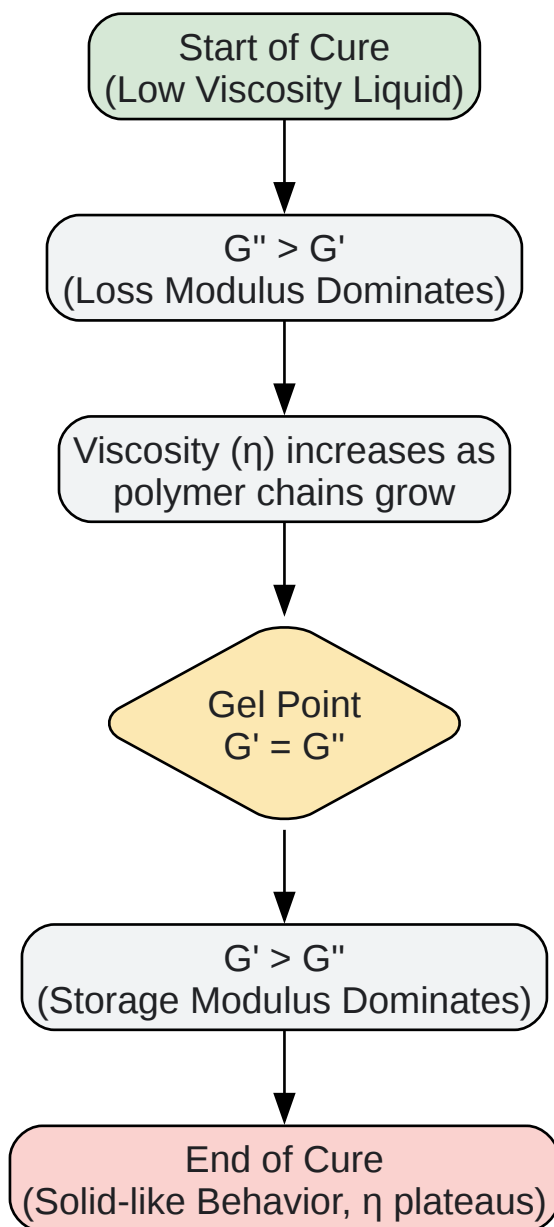 Start of Cure
(Low Viscosity Liquid)
G" > G'
(Loss Modulus Dominates)
Viscosity (η) increases as
polymer chains grow
Gel Point
G' = G"
G' > G"
(Storage Modulus Dominates)
End of Cure
(Solid-like Behavior, η plateaus)